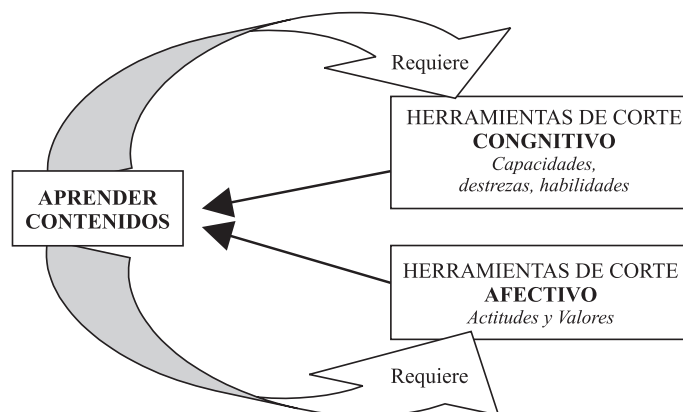 Requiere
HERRAMIENTAS DE CORTE
CONGNITIVO
Capacidades,
destrezas, habilidades
APRENDER
CONTENIDOS
HERRAMIENTAS DE CORTE
AFECTIVO
Actitudes y Valores
Requiere